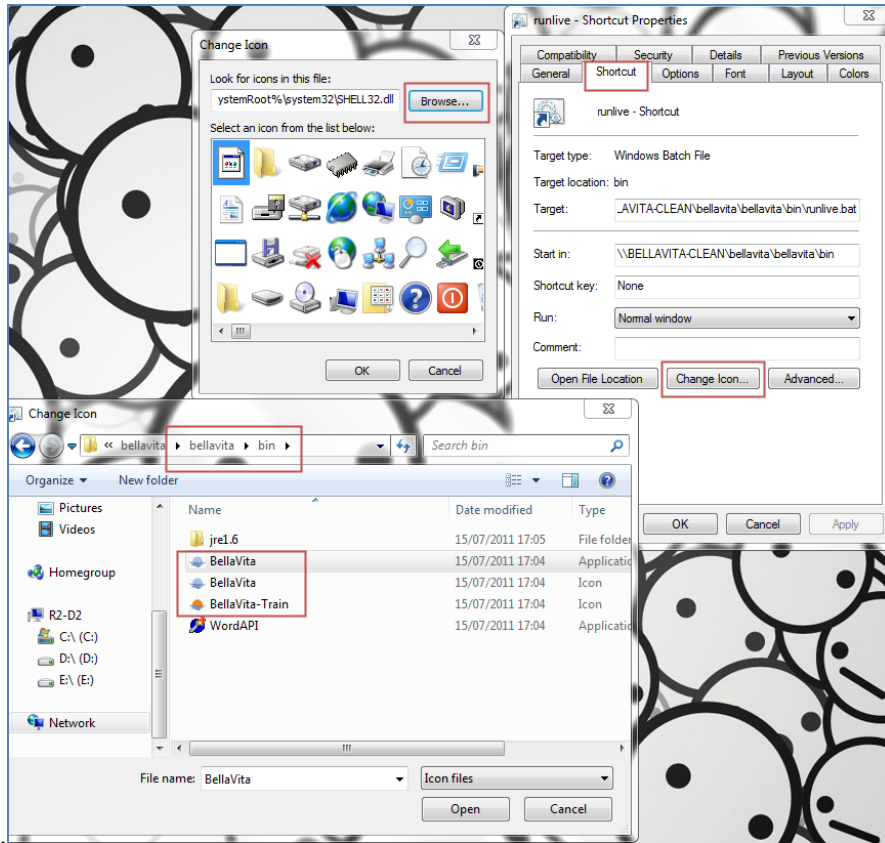 Change Icon
Look for icons in this file:
ystemRoot%\system32\SHELL32.dll Browse...
Select an icon from the list below:
OK Cancel
runlive - Shortcut Properties
Compatibility Security Details Previous Versions
General Shortcut Options Font Layout Colors
runlive - Shortcut
Target type: Windows Batch File
Target location: bin
Target: _AVITA-CLEAN\bellavita\bellavita\bin\runlive.bat
Start in: \\BELLAVITA-CLEAN\bellavita\bellavita\bin
Shortcut key: None
Run: Normal window
Comment:
Open File Location Change Icon... Advanced...
OK Cancel Apply
Change Icon
« bellavita ▸ bellavita ▸ bin ▸ Search bin
Organize New folder
Pictures
Videos
Homegroup
R2-D2
C:\ (C:)
D:\ (D:)
E:\ (E:)
Network
Name Date modified Type
jre1.6 15/07/2011 17:05 File folder
BellaVita 15/07/2011 17:04 Applicatio
BellaVita 15/07/2011 17:04 Icon
BellaVita-Train 15/07/2011 17:04 Icon
WordAPI 15/07/2011 17:04 Applicatio
File name: BellaVita Icon files
Open Cancel